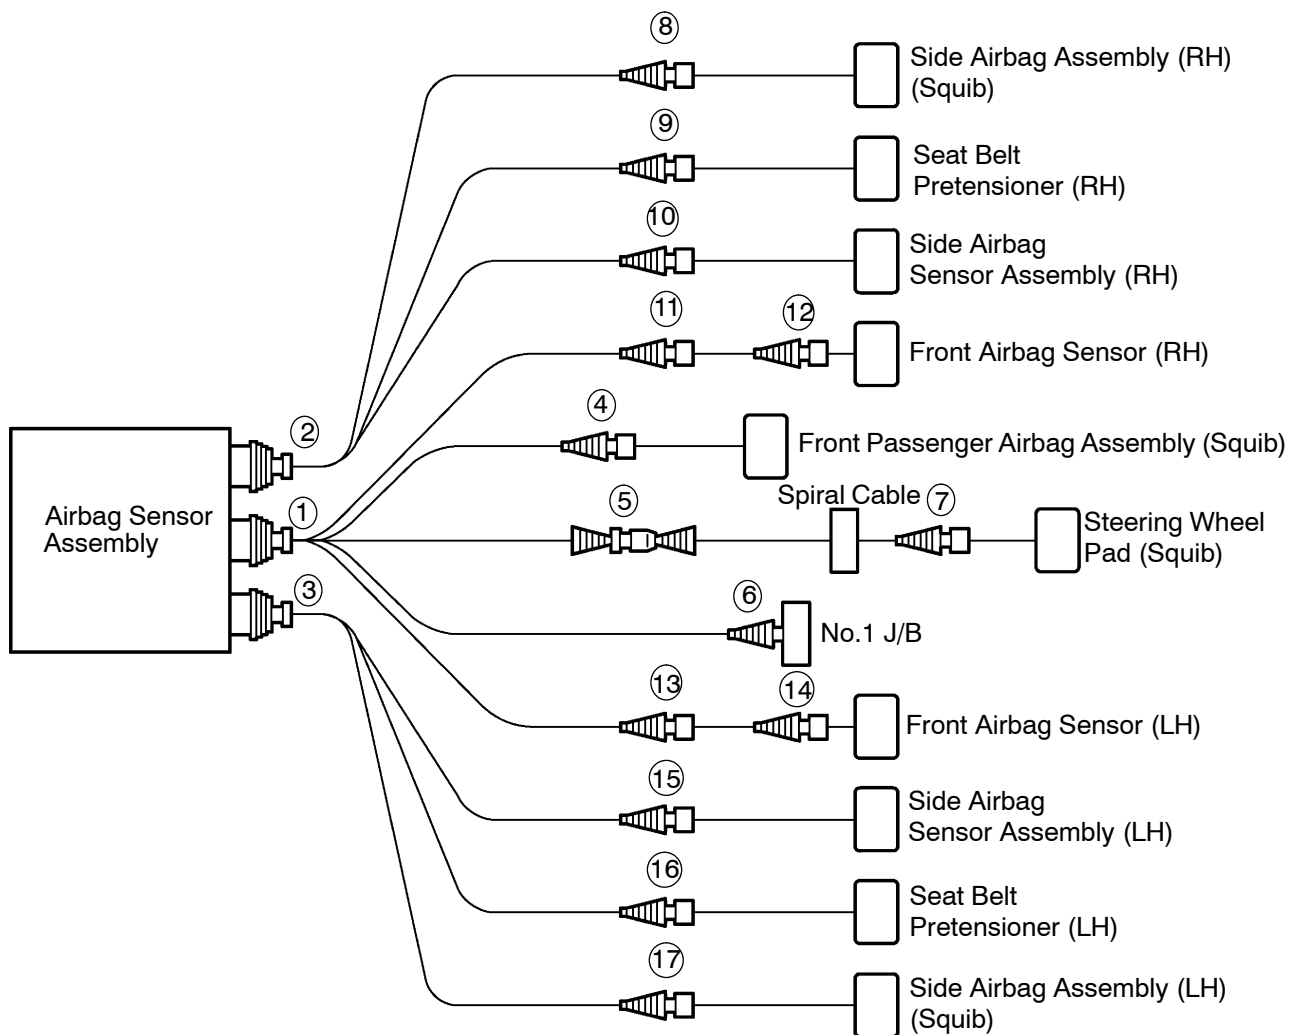 8
Side Airbag Assembly (RH)
(Squib)
9
Seat Belt
Pretensioner (RH)
10
Side Airbag
Sensor Assembly (RH)
11
12
Front Airbag Sensor (RH)
4
Front Passenger Airbag Assembly (Squib)
2
1
3
Airbag Sensor
Assembly
5
Spiral Cable
7
Steering Wheel
Pad (Squib)
6
No.1 J/B
13
14
Front Airbag Sensor (LH)
15
Side Airbag
Sensor Assembly (LH)
16
Seat Belt
Pretensioner (LH)
17
Side Airbag Assembly (LH)
(Squib)